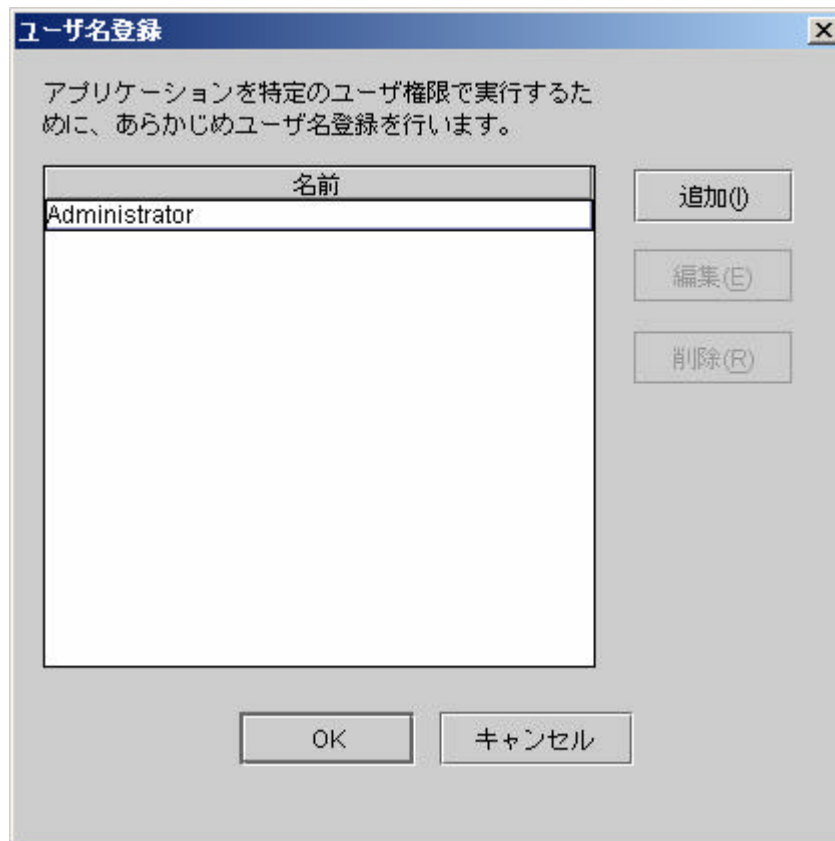 ユーザ名登録
アプリケーションを特定のユーザ権限で実行するた
めに、あらかじめユーザ名登録を行います。
名前
Administrator
追加(I)
編集(E)
削除(R)
OK
キャンセル